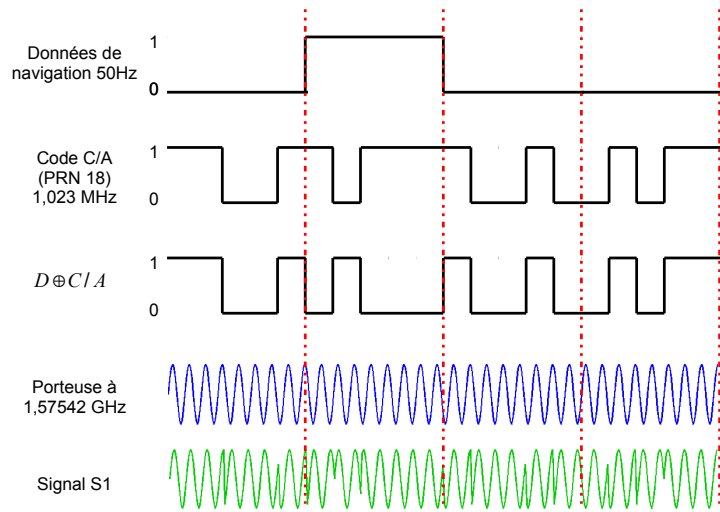 Données de
navigation 50Hz
1
0
Code C/A
(PRN 18)
1,023 MHz
1
0
D⊕C/A
1
0
Porteuse à
1,57542 GHz
Signal S1